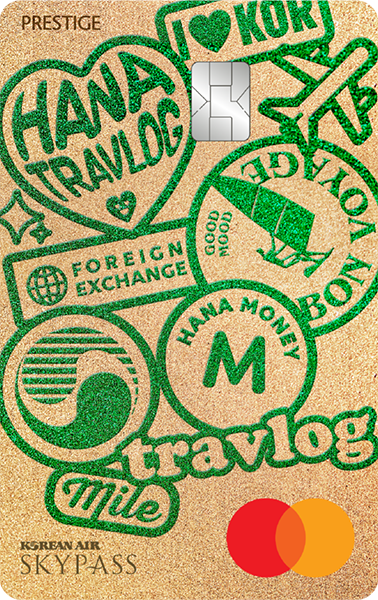 PRESTIGE
I ♥ KOR
HANA
TRAVLOG
BON VOYAGE
GOOD
MOOD
FOREIGN
EXCHANGE
HANA MONEY
M
travlog
Mile
KOREAN AIR
SKYPASS